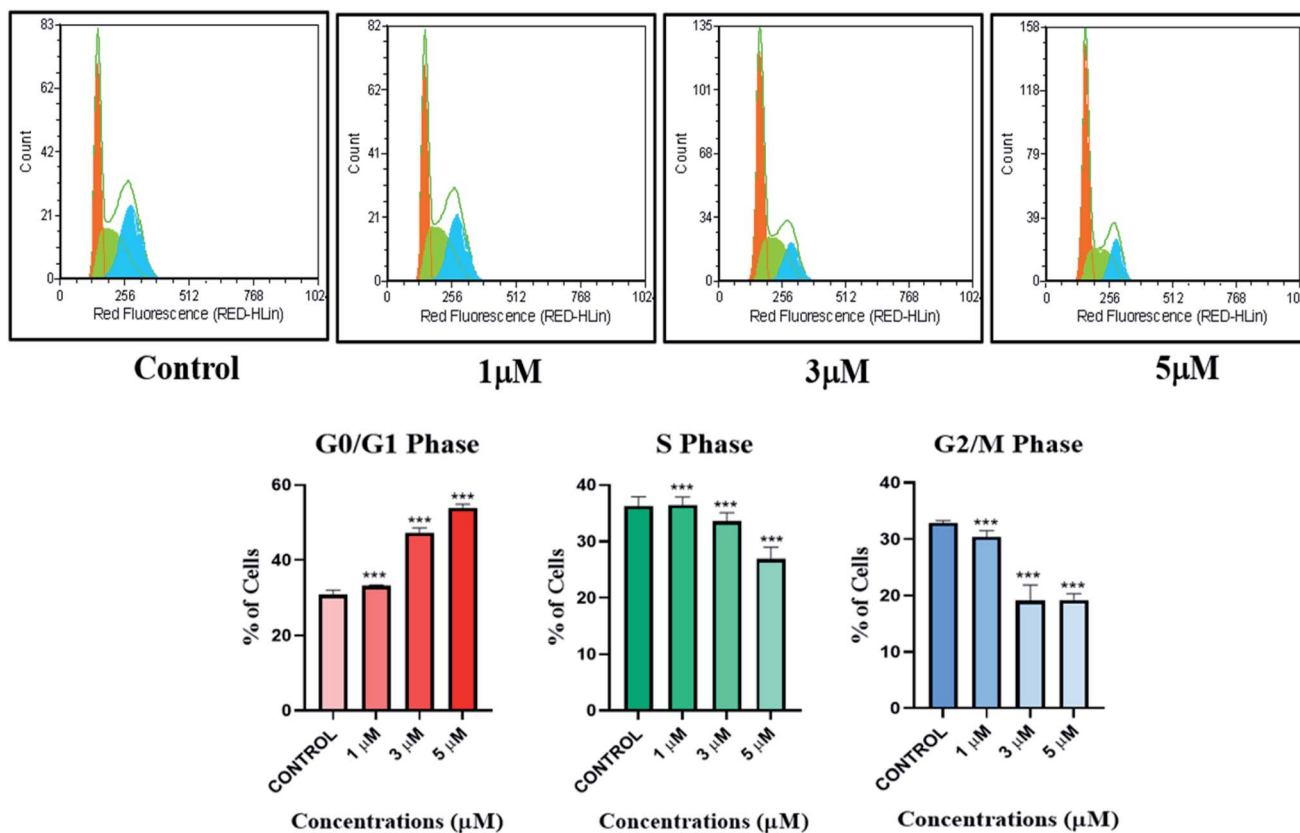 83
62
42
21
0
Count
0 256 512 768 1024
Red Fluorescence (RED-HLin)
Control
82
62
41
21
0
Count
0 256 512 768 1024
Red Fluorescence (RED-HLin)
1μM
135
101
68
34
0
Count
0 256 512 768 102
Red Fluorescence (RED-HLin)
3μM
158
118
79
39
0
Count
0 256 512 768 102
Red Fluorescence (RED-HLin)
5μM
G0/G1 Phase
60
40
20
0
% of Cells
*** *** ***
CONTROL
1 μM
3 μM
5 μM
Concentrations (μM)
S Phase
40
30
20
10
0
% of Cells
*** *** ***
CONTROL
1 μM
3 μM
5 μM
Concentrations (μM)
G2/M Phase
40
30
20
10
0
% of Cells
*** *** ***
CONTROL
1 μM
3 μM
5 μM
Concentrations (μM)